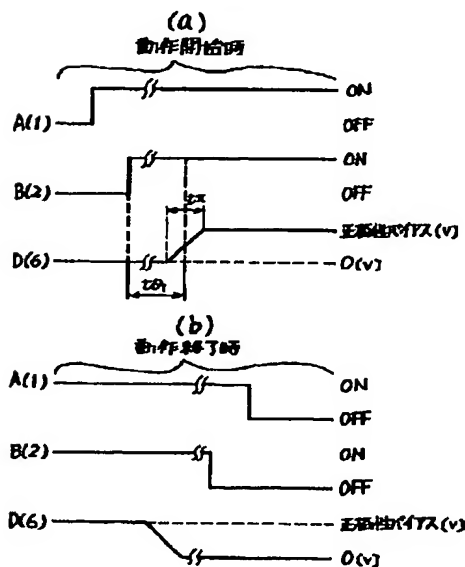 (a)
動作開始時
A(1) ON
OFF
B(2) ON
OFF
tπ
D(6) 正極性バイアス(v)
O(v)
tθ1
(b)
動作終了時
A(1) ON
OFF
B(2) ON
OFF
D(6) 正極性バイアス(v)
O(v)